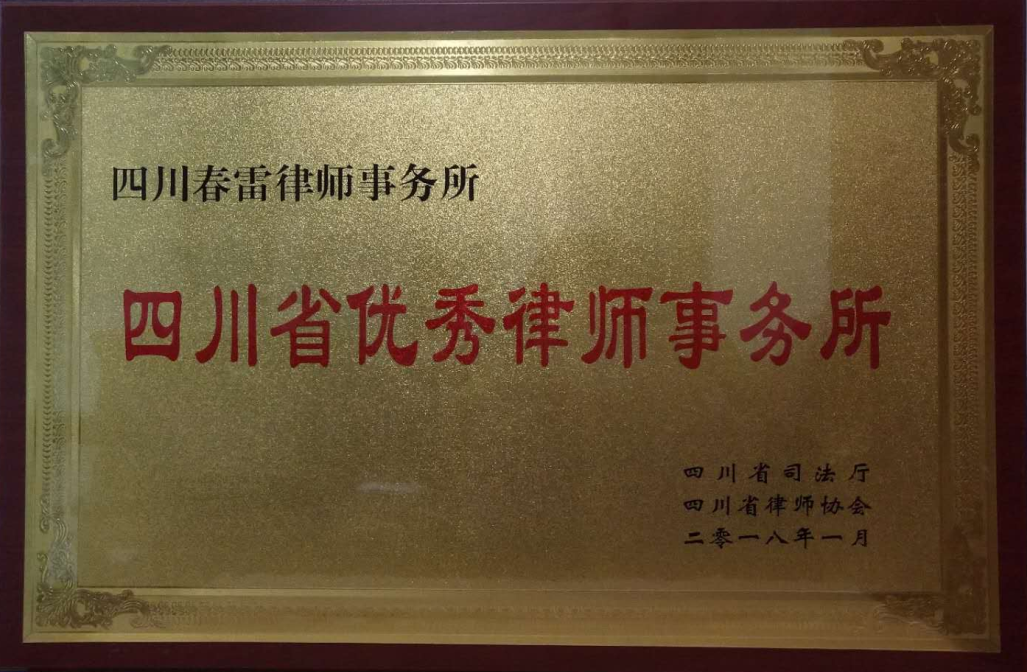 四川春雷律师事务所
四川省优秀律师事务所
四川省司法厅
四川省律师协会
二零一八年一月